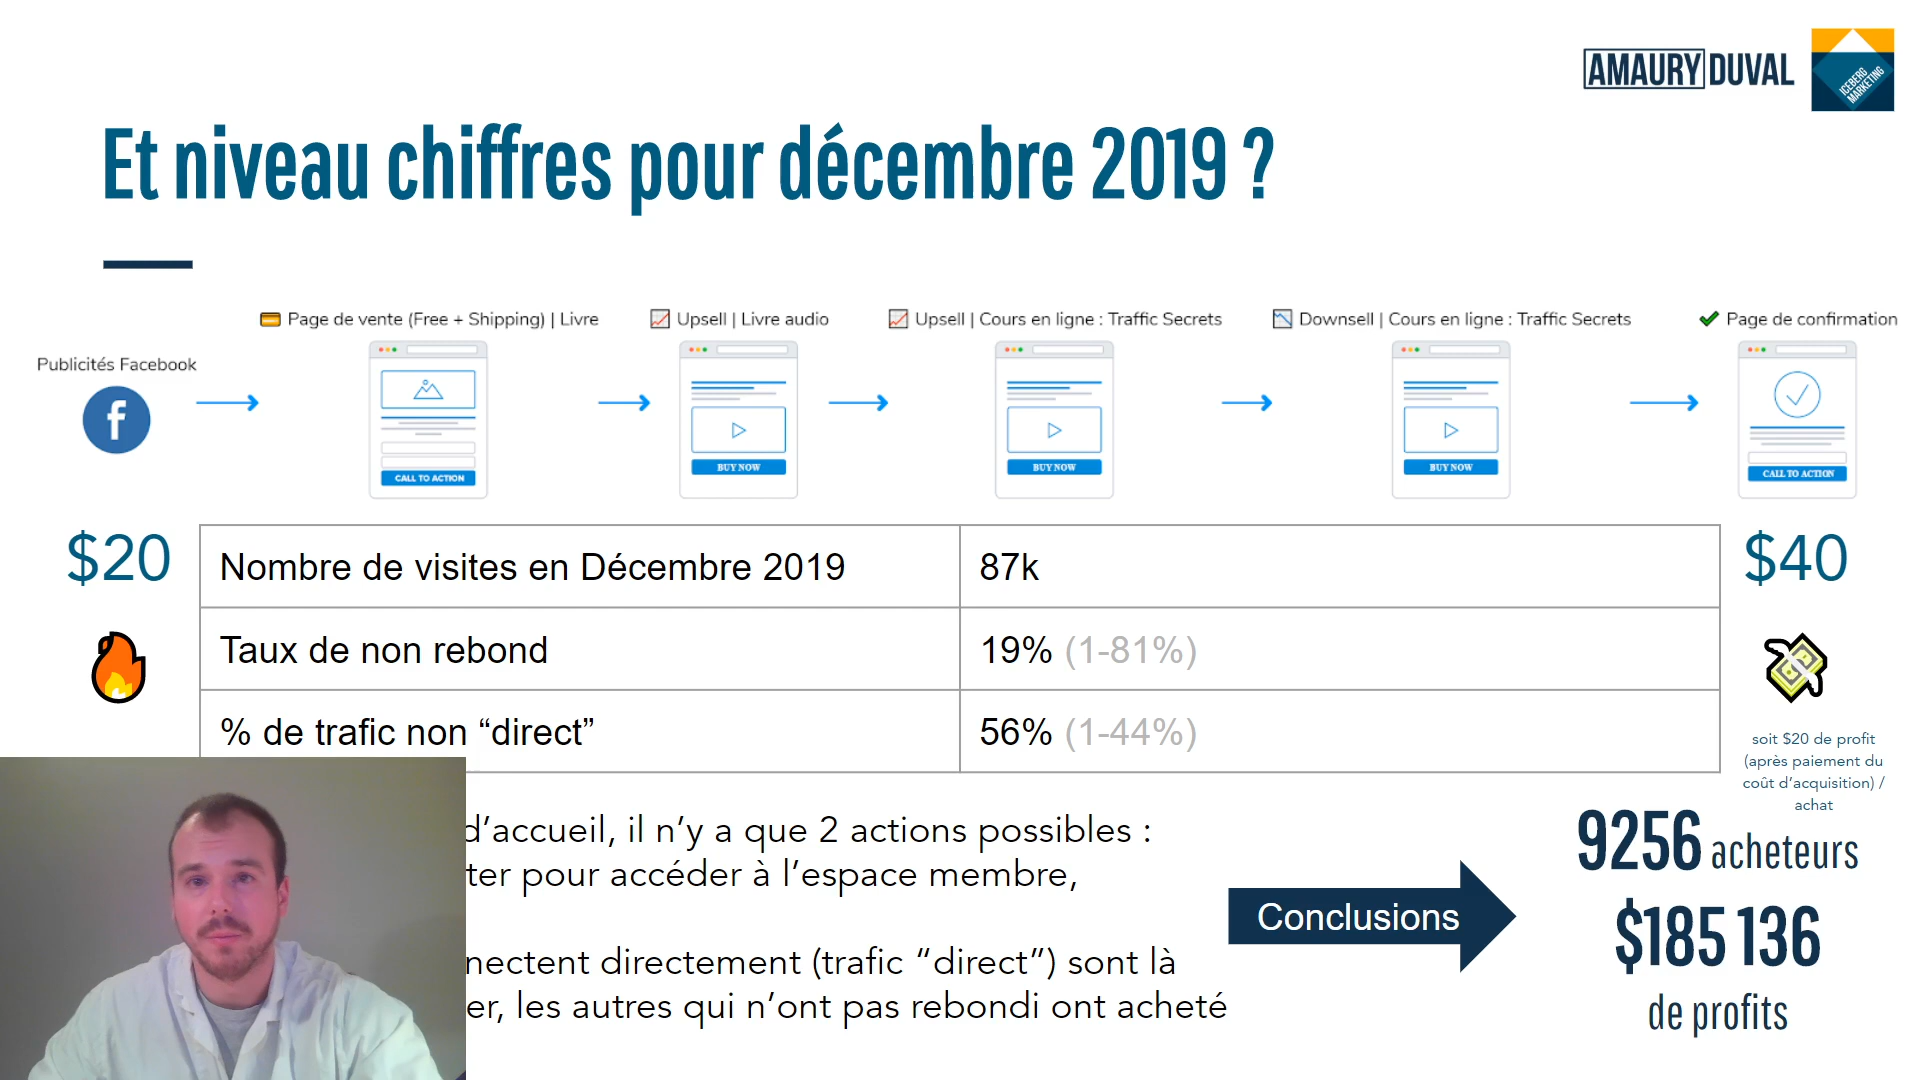 AMAURY DUVAL
ICEBERG
MARKETING
Et niveau chiffres pour décembre 2019 ?
Publicités Facebook
Page de vente (Free + Shipping) | Livre
Upsell | Livre audio
Upsell | Cours en ligne : Traffic Secrets
Downsell | Cours en ligne : Traffic Secrets
Page de confirmation
CALL TO ACTION
BUY NOW
BUY NOW
BUY NOW
CALL TO ACTION
$20
Nombre de visites en Décembre 2019 87k
Taux de non rebond 19% (1-81%)
% de trafic non “direct” 56% (1-44%)
$40
soit $20 de profit
(après paiement du
coût d’acquisition) /
achat
d’accueil, il n’y a que 2 actions possibles :
ter pour accéder à l’espace membre,
nectent directement (trafic “direct”) sont là
er, les autres qui n’ont pas rebondi ont acheté
Conclusions
9256 acheteurs
$185 136
de profits